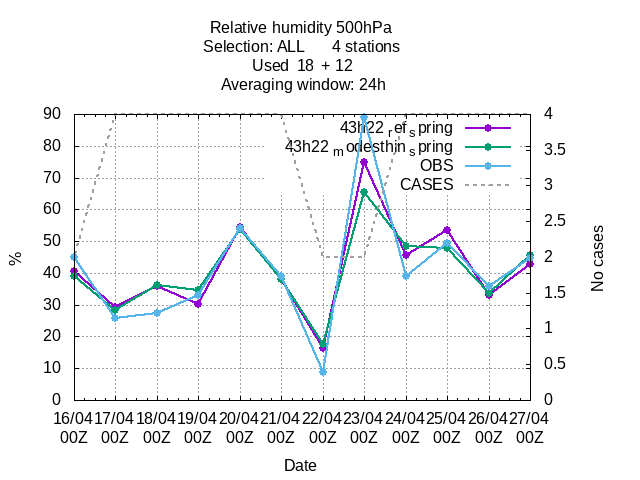 Relative humidity 500hPa
Selection: ALL 4 stations
Used 18 + 12
Averaging window: 24h
43h22 refspring
43h22 modesthinspring
OBS
CASES
90
80
70
60
50
40
30
20
10
0
%
4
3.5
3
2.5
2
1.5
1
0.5
0
No cases
16/04 17/04 18/04 19/04 20/04 21/04 22/04 23/04 24/04 25/04 26/04 27/04
00Z 00Z 00Z 00Z 00Z 00Z 00Z 00Z 00Z 00Z 00Z 00Z
Date